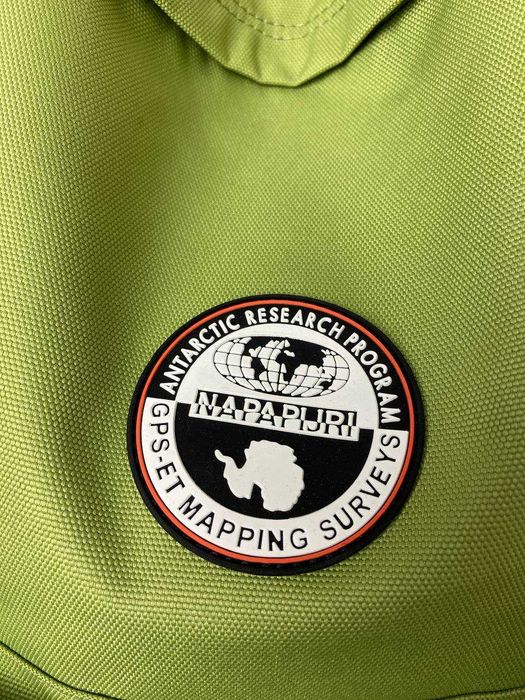 ANTARCTIC RESEARCH PROGRAM
NAPAPIJRI
GPS-ET MAPPING SURVEYS